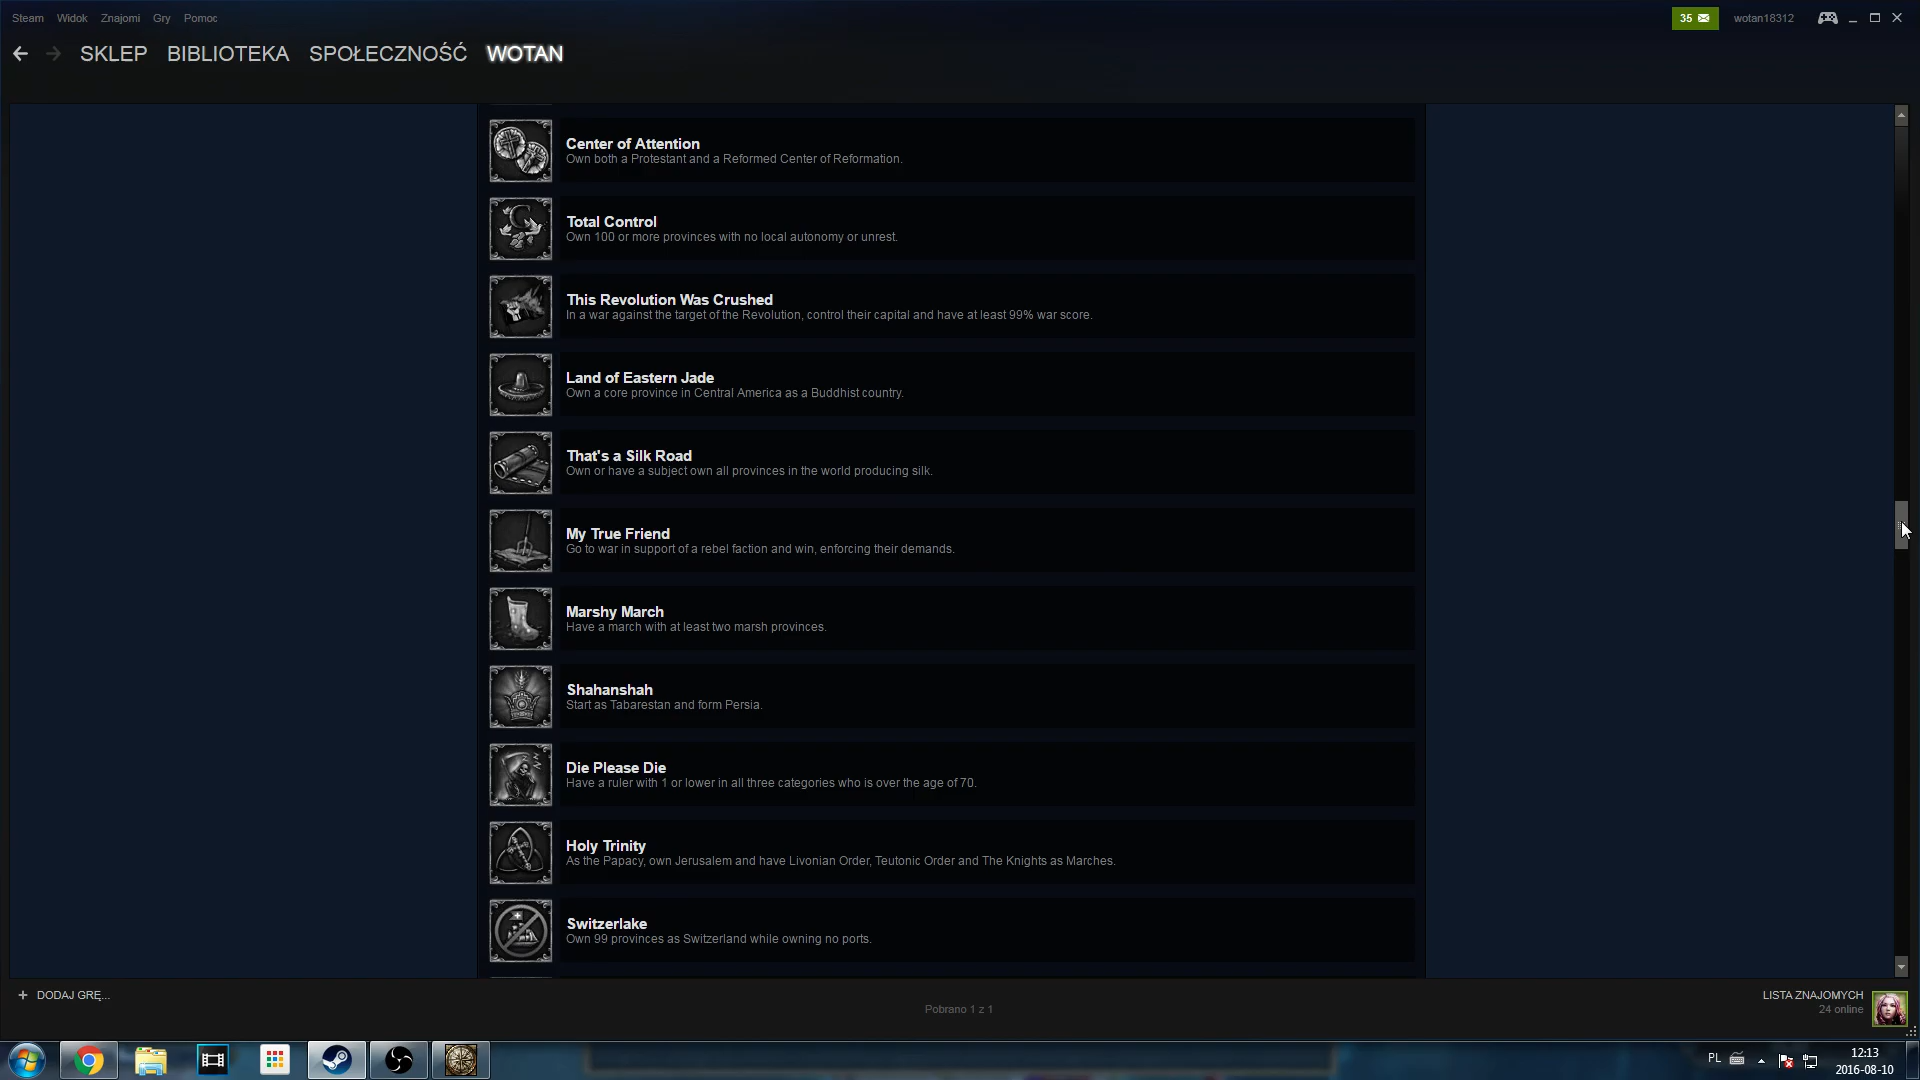 Steam Widok Znajomi Gry Pomoc
35 wotan18312
SKLEP BIBLIOTEKA SPOŁECZNOŚĆ WOTAN
Center of Attention
Own both a Protestant and a Reformed Center of Reformation.
Total Control
Own 100 or more provinces with no local autonomy or unrest.
This Revolution Was Crushed
In a war against the target of the Revolution, control their capital and have at least 99% war score.
Land of Eastern Jade
Own a core province in Central America as a Buddhist country.
That's a Silk Road
Own or have a subject own all provinces in the world producing silk.
My True Friend
Go to war in support of a rebel faction and win, enforcing their demands.
Marshy March
Have a march with at least two marsh provinces.
Shahanshah
Start as Tabarestan and form Persia.
Die Please Die
Have a ruler with 1 or lower in all three categories who is over the age of 70.
Holy Trinity
As the Papacy, own Jerusalem and have Livonian Order, Teutonic Order and The Knights as Marches.
Switzerlake
Own 99 provinces as Switzerland while owning no ports.
+ DODAJ GRĘ...
Pobrano 1 z 1
LISTA ZNAJOMYCH
24 online
PL
12:13
2016-08-10